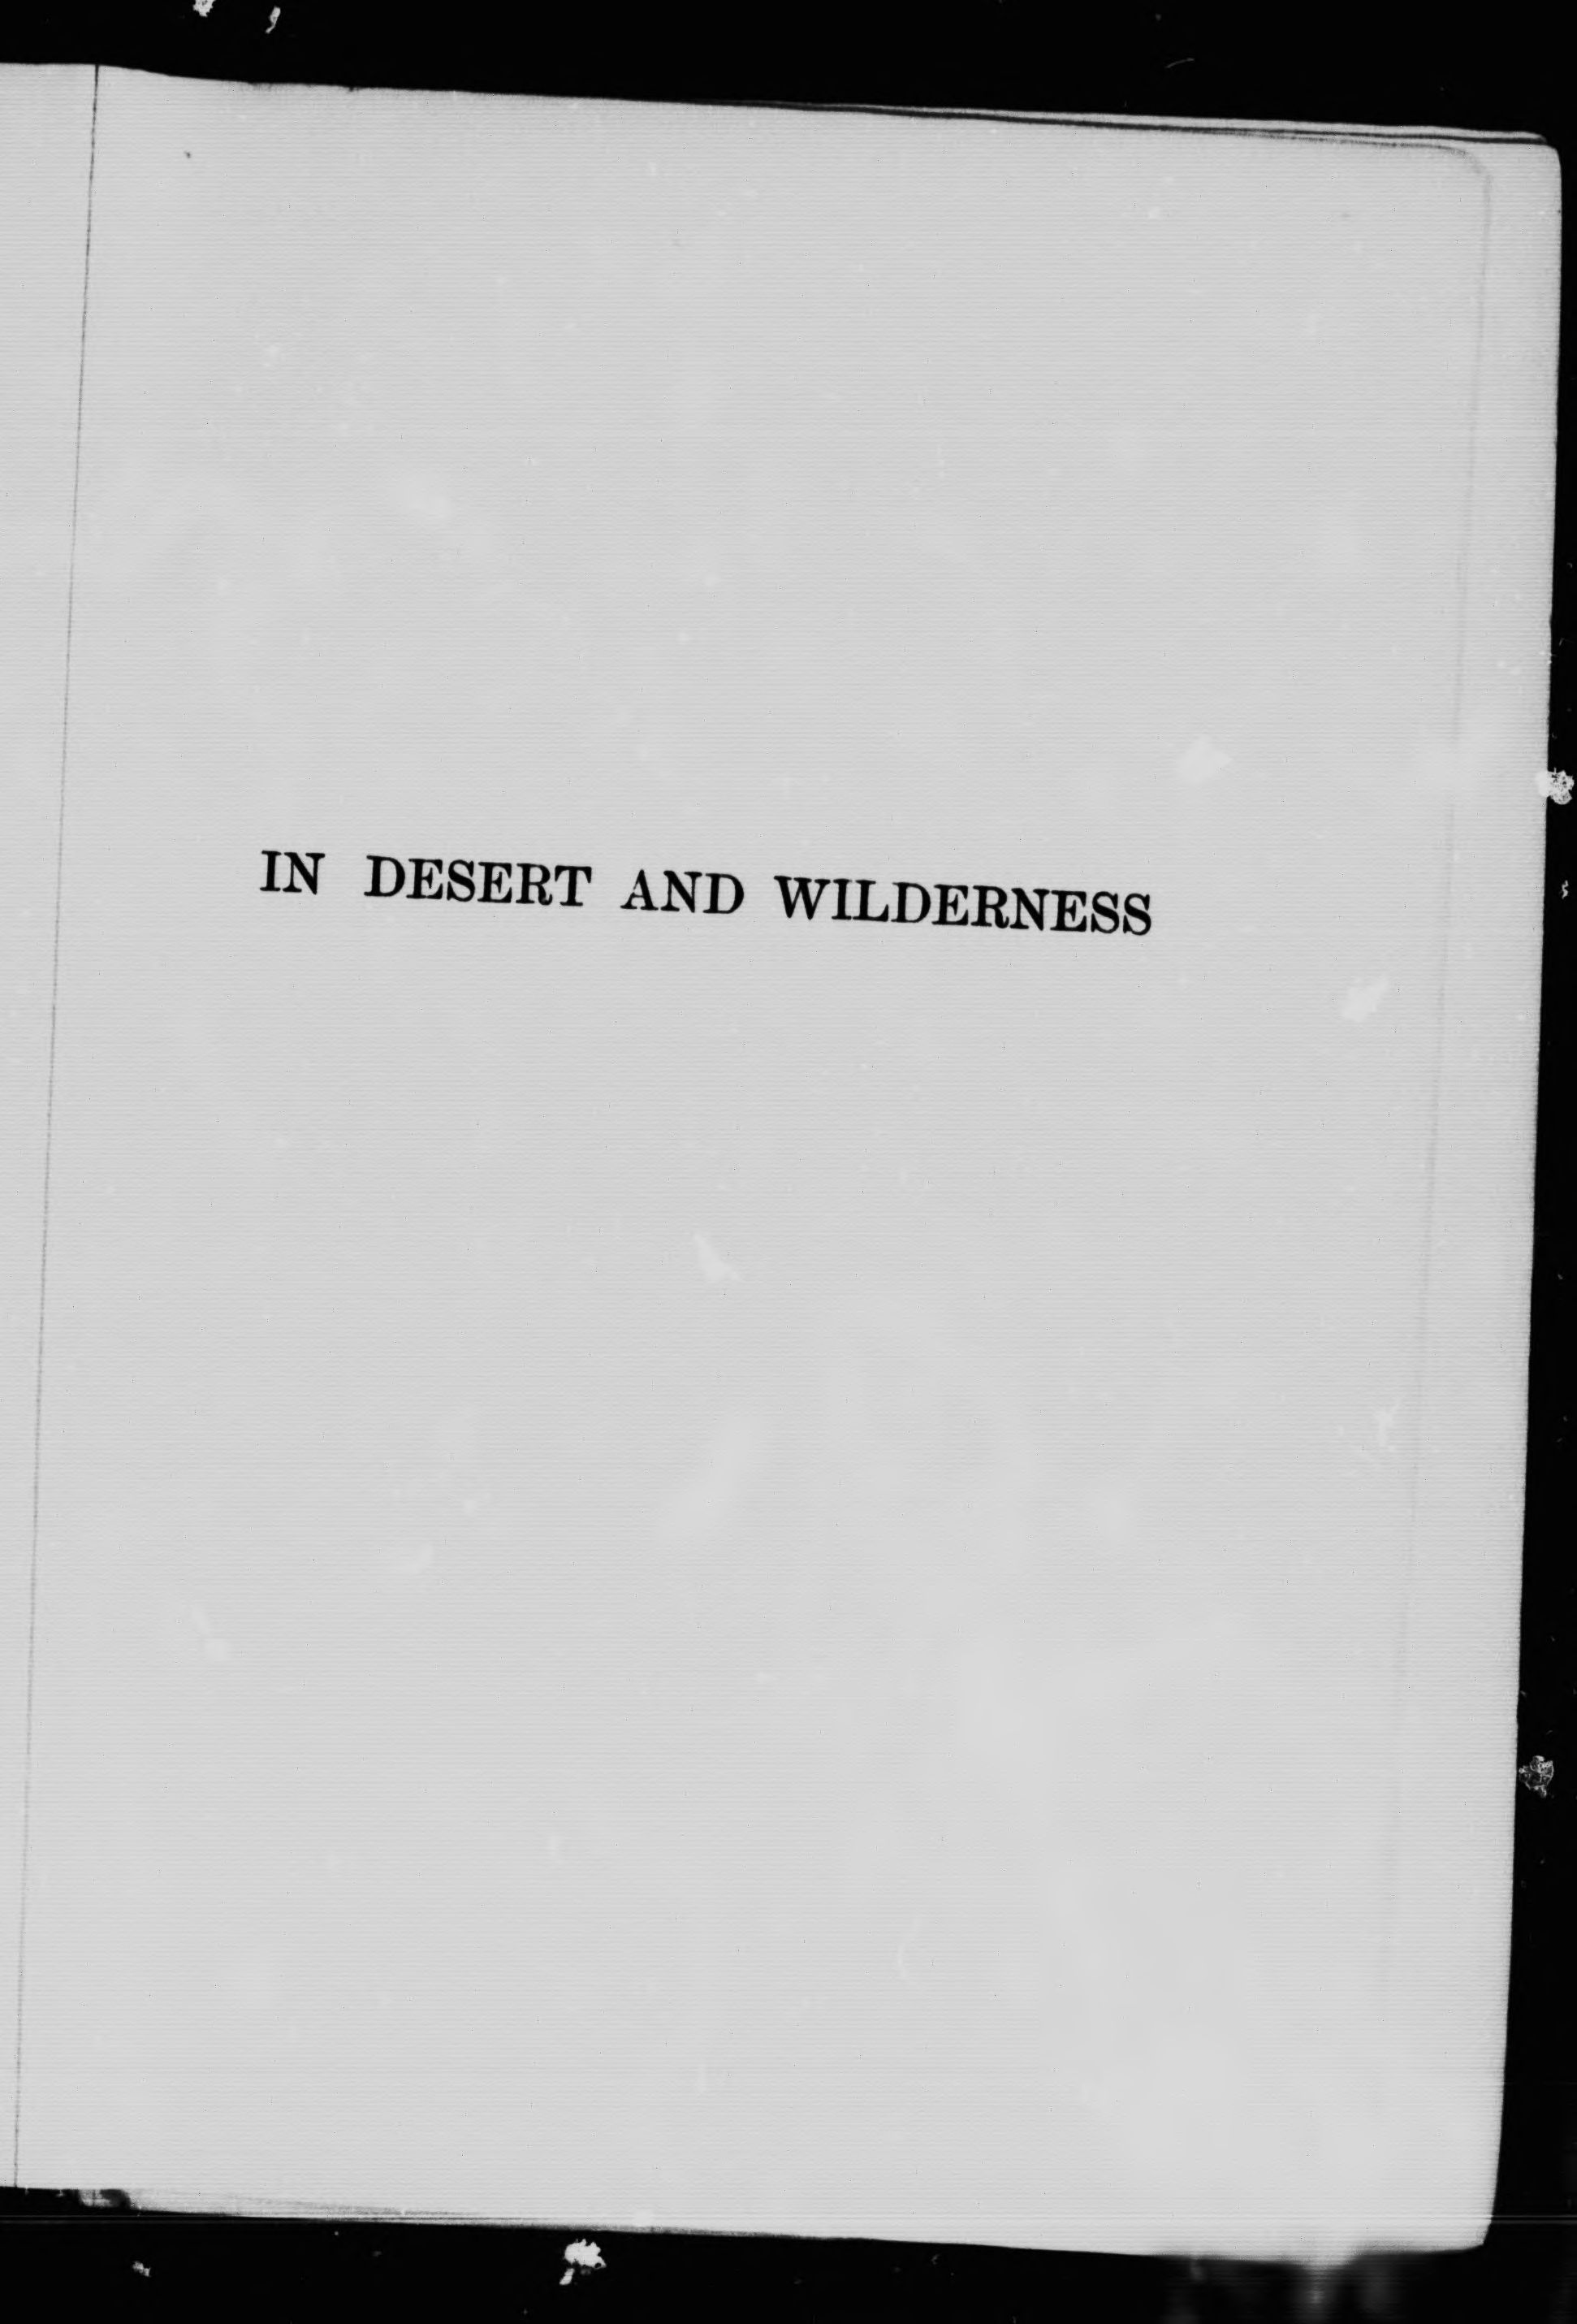 IN DESERT AND WILDERNESS